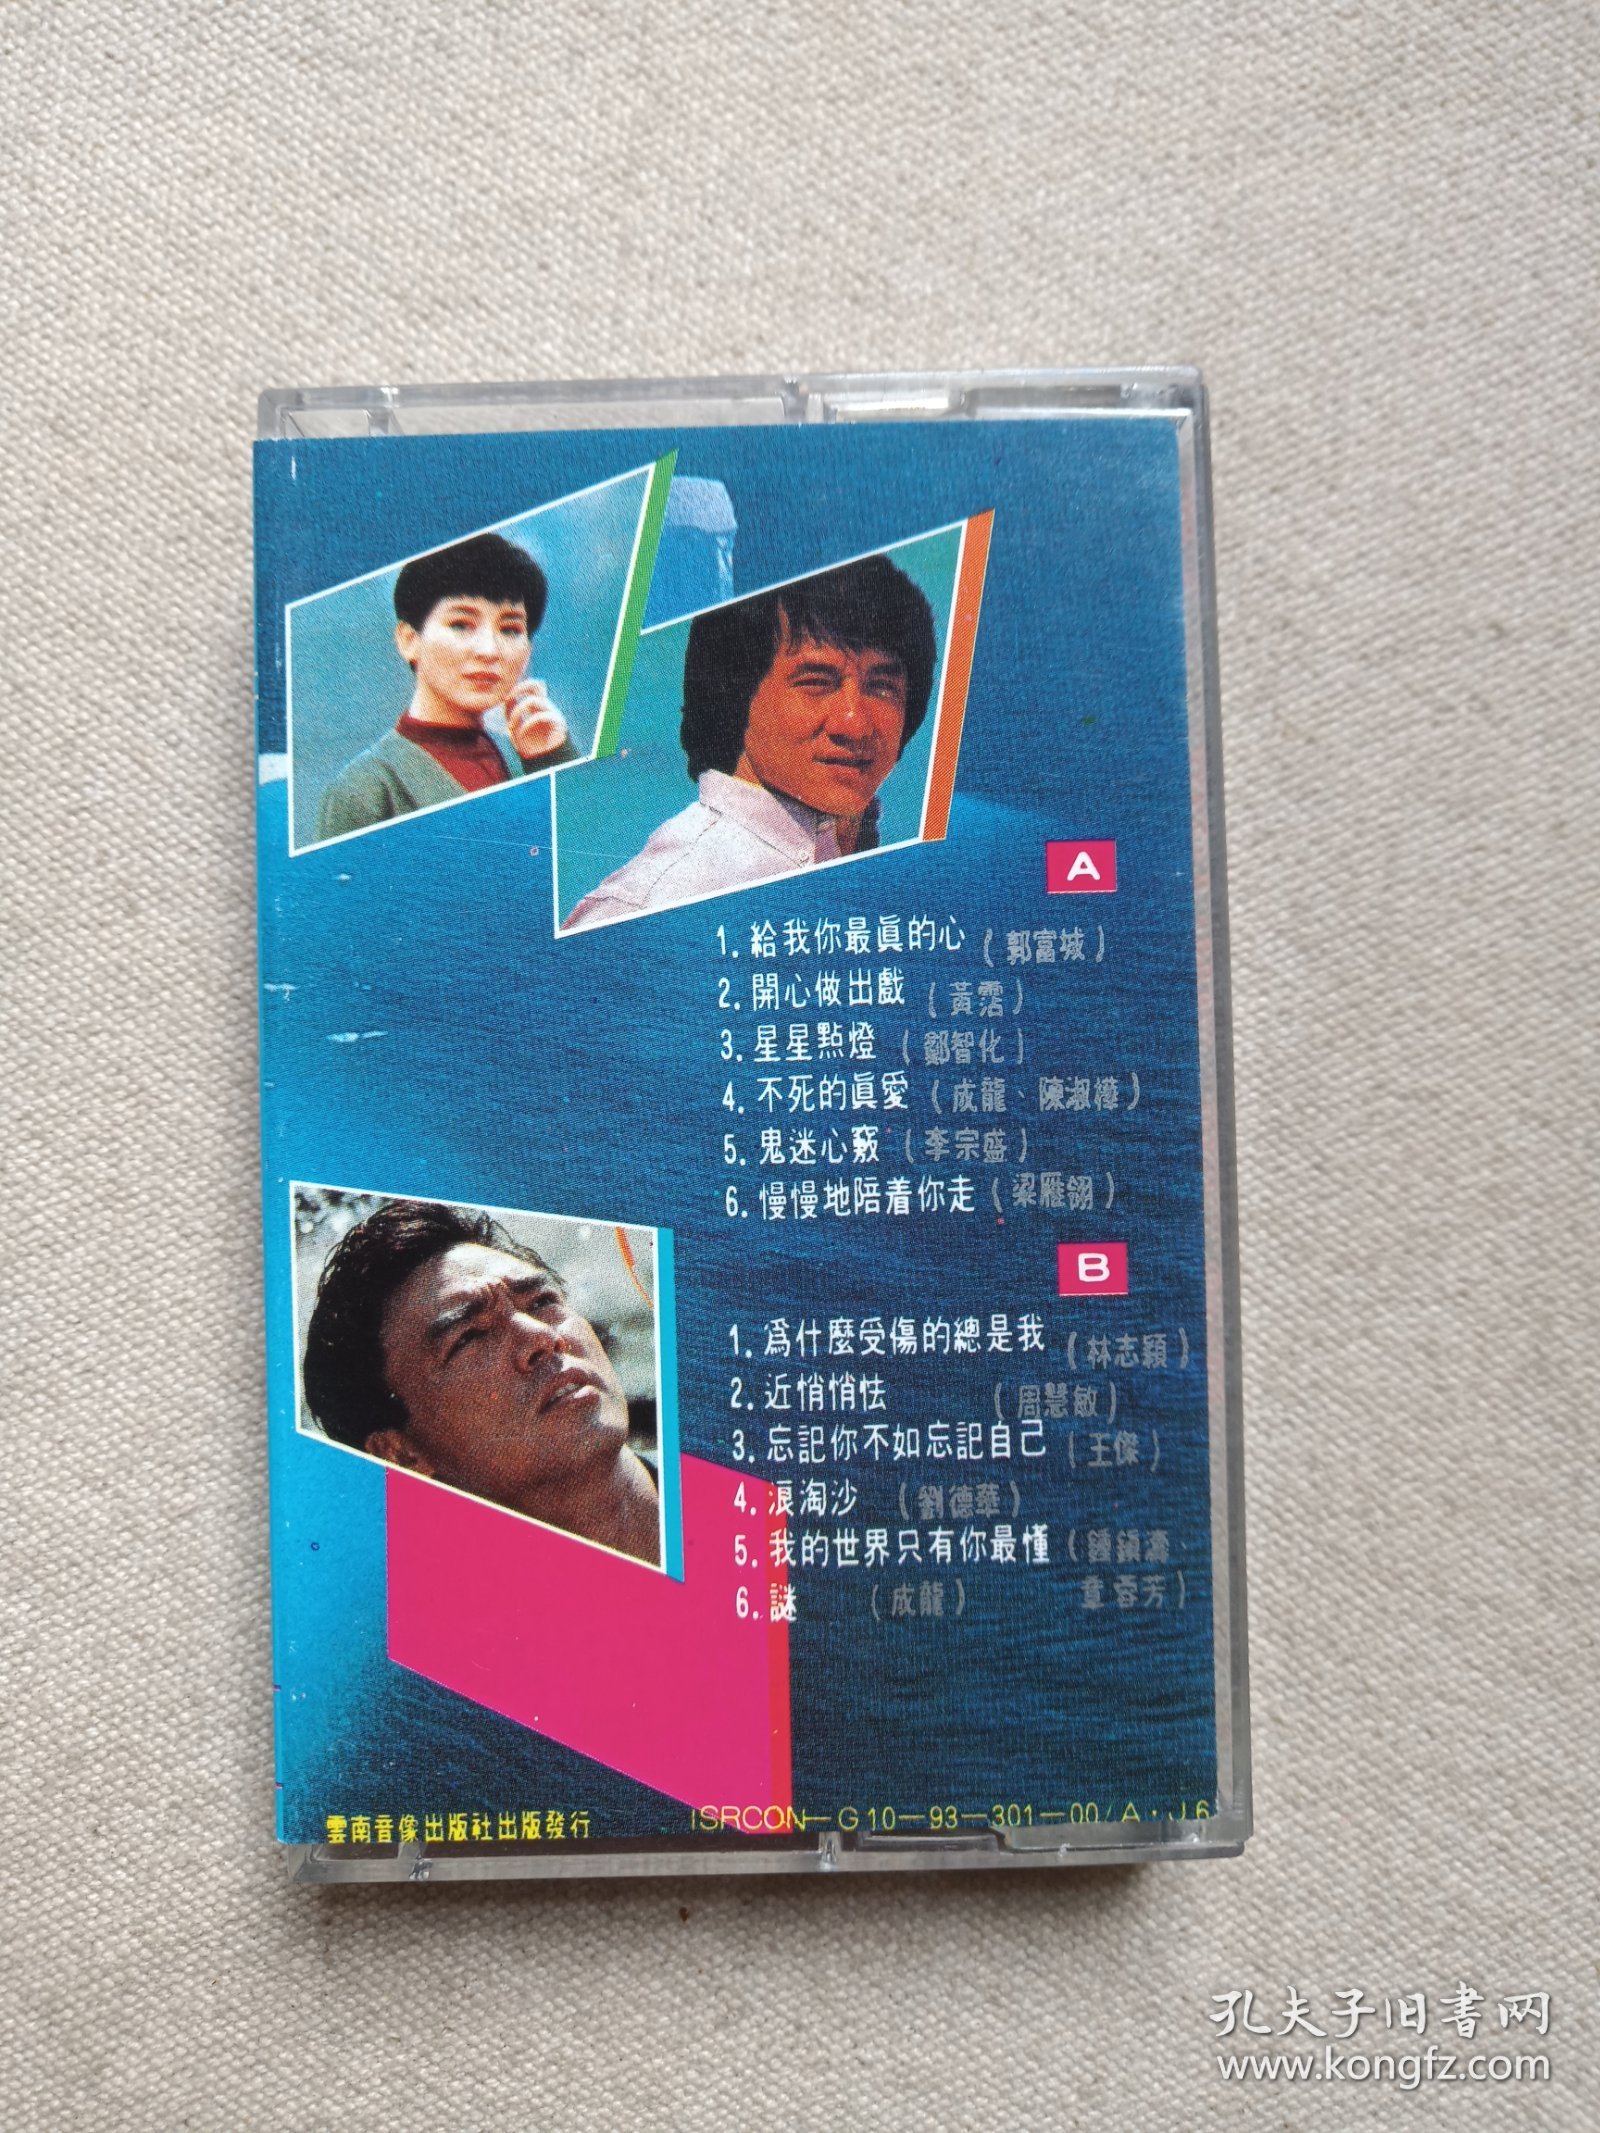 A
1. 給我你最眞的心 (郭富城)
2. 開心做出戲 (黃霑)
3. 星星點燈 (鄭智化)
4. 不死的眞愛 (成龍、陳淑樺)
5. 鬼迷心竅 (李宗盛)
6. 慢慢地陪着你走 (梁雁翎)
B
1. 爲什麼受傷的總是我 (林志穎)
2. 近悄悄怯 (周慧敏)
3. 忘記你不如忘記自己 (王傑)
4. 浪淘沙 (劉德華)
5. 我的世界只有你最懂 (鍾鎮濤、
章蓉芳)
6. 謎 (成龍)
雲南音像出版社出版發行
ISRCON—G10—93—301—00/A·J6
孔夫子旧書网
www.kongfz.com